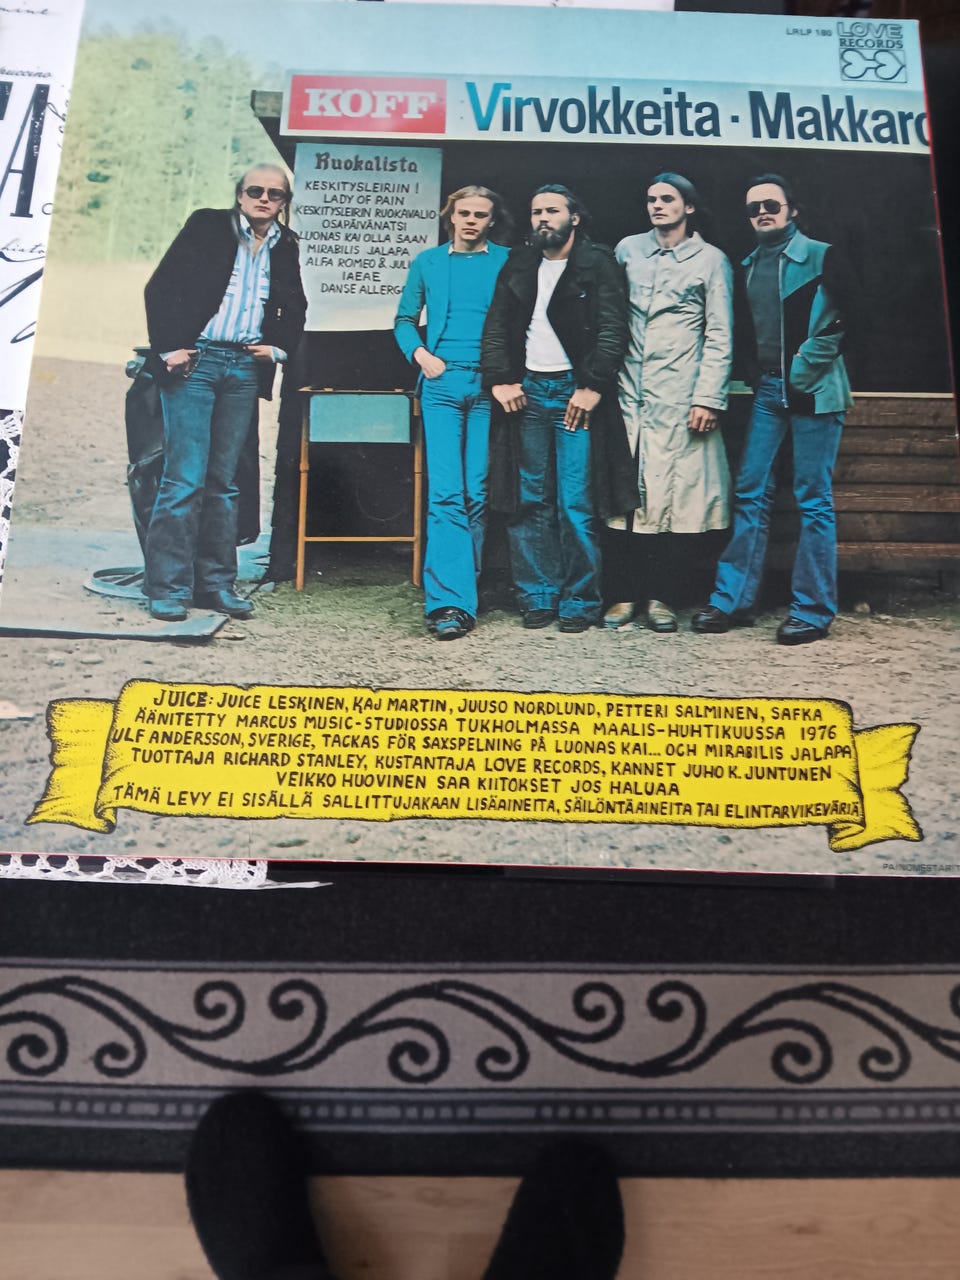 LRLP 180
LOVE
RECORDS
KOFF
Virvokkeita · Makkaro
Ruokalista
KESKITYSLEIRIIN !
LADY OF PAIN
KESKITYSLEIRIN RUOKAVALIO
OSAPÄIVÄNATSI
LUONAS KAI OLLA SAAN
MIRABILIS JALAPA
ALFA ROMEO & JULI
IAEAE
DANSE ALLERG
JUICE: JUICE LESKINEN, KAJ MARTIN, JUUSO NORDLUND, PETTERI SALMINEN, SAFKA
ÄÄNITETTY MARCUS MUSIC-STUDIOSSA TUKHOLMASSA MAALIS-HUHTIKUUSSA 1976
ULF ANDERSSON, SVERIGE, TACKAS FÖR SAXSPELNING PÅ LUONAS KAI... OCH MIRABILIS JALAPA
TUOTTAJA RICHARD STANLEY, KUSTANTAJA LOVE RECORDS, KANNET JUHO K. JUNTUNEN
VEIKKO HUOVINEN SAA KIITOKSET JOS HALUAA
TÄMÄ LEVY EI SISÄLLÄ SALLITTUJAKAAN LISÄAINEITA, SÄILÖNTÄAINEITA TAI ELINTARVIKEVÄRIÄ
PAINOMESTARIT